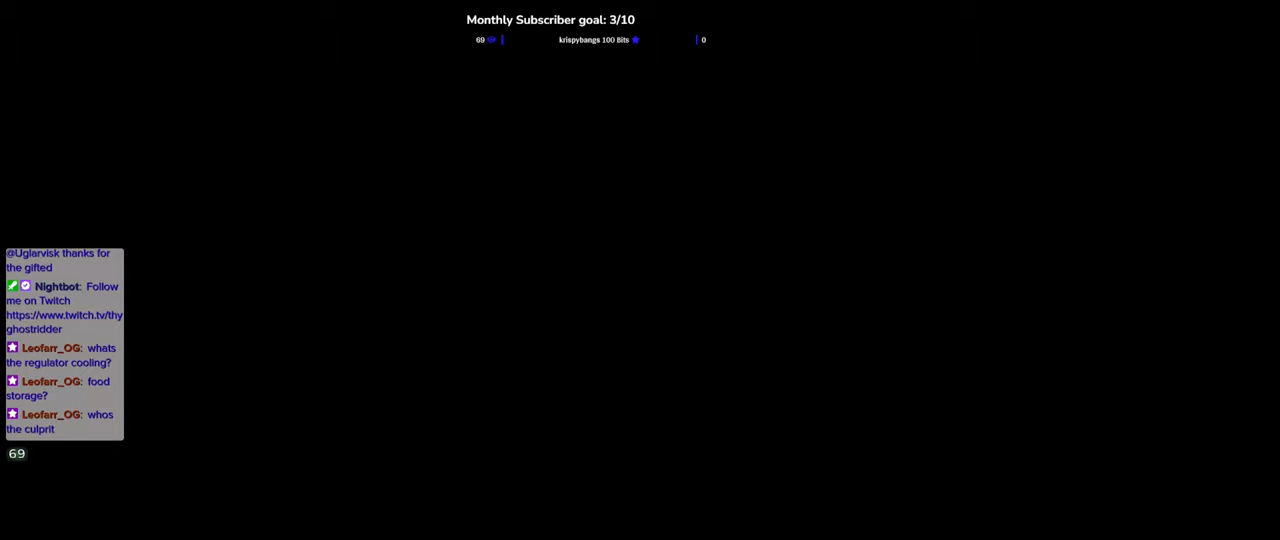 Monthly Subscriber goal: 3/10
69 krispybangs 100 Bits 0
@Uglarvisk thanks for
the gifted
Nightbot: Follow
me on Twitch
https://www.twitch.tv/thy
ghostridder
Leofarr_OG: whats
the regulator cooling?
Leofarr_OG: food
storage?
Leofarr_OG: whos
the culprit
69